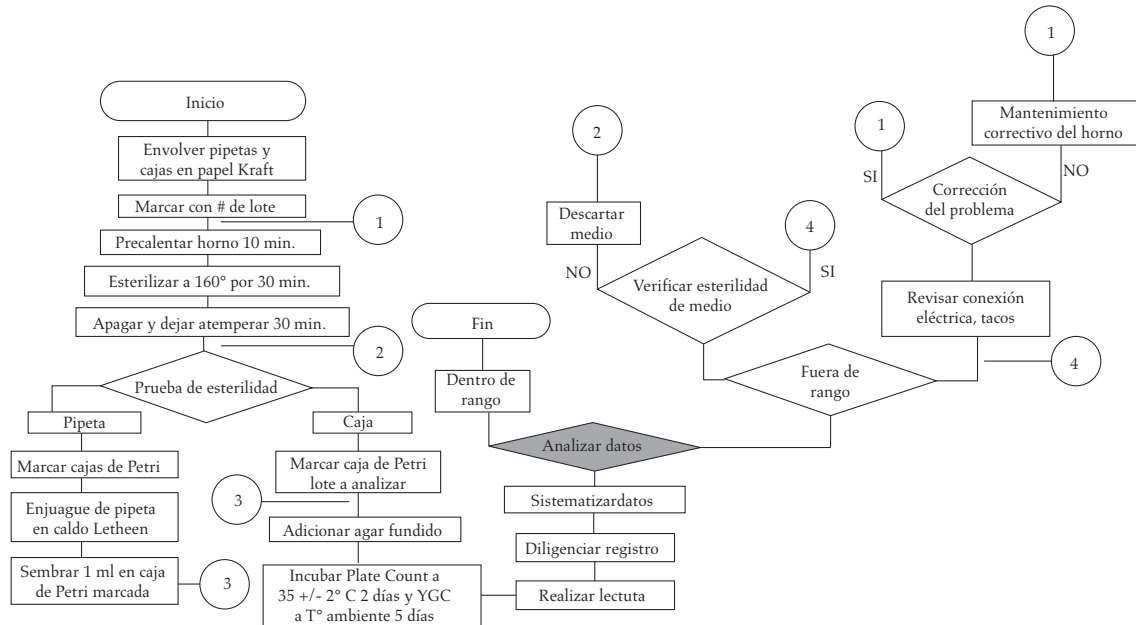 Inicio
Envolver pipetas y
cajas en papel Kraft
Marcar con # de lote
1
Precalentar horno 10 min.
Esterilizar a 160° por 30 min.
Apagar y dejar atemperar 30 min.
2
Prueba de esterilidad
Pipeta
Marcar cajas de Petri
Enjuague de pipeta
en caldo Letheen
Sembrar 1 ml en caja
de Petri marcada
3
Caja
Marcar caja de Petri
lote a analizar
3
Adicionar agar fundido
Incubar Plate Count a
35 +/- 2° C 2 días y YGC
a T° ambiente 5 días
Realizar lectuta
Diligenciar registro
Sistematizardatos
Analizar datos
Dentro de
rango
Fin
Fuera de
rango
Verificar esterilidad
de medio
NO
Descartar
medio
2
SI
4
4
Revisar conexión
eléctrica, tacos
Corrección
del problema
SI
1
NO
Mantenimiento
correctivo del horno
1